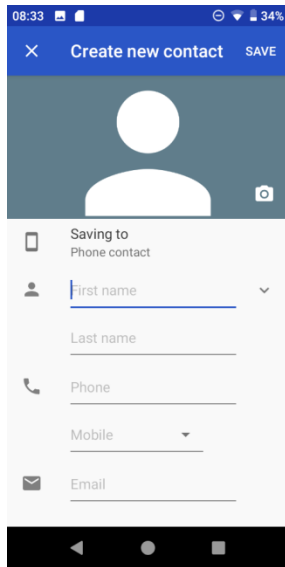 08:33 34%
Create new contact SAVE
Saving to
Phone contact
First name
Last name
Phone
Mobile
Email